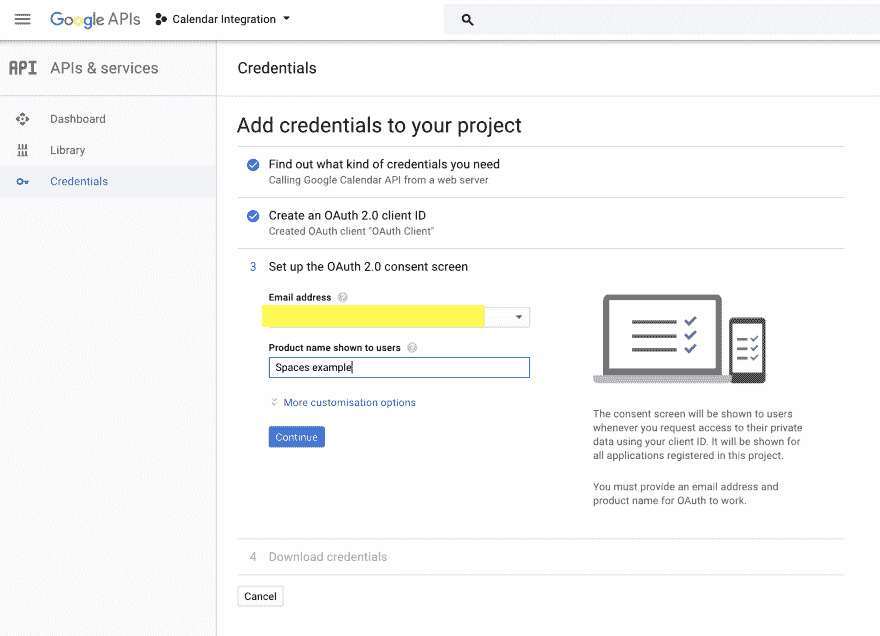 Google APIs
Calendar Integration
API APIs & services
Credentials
Dashboard
Library
Credentials
Add credentials to your project
Find out what kind of credentials you need
Calling Google Calendar API from a web server
Create an OAuth 2.0 client ID
Created OAuth client "OAuth Client"
3 Set up the OAuth 2.0 consent screen
Email address ?
Product name shown to users ?
Spaces example
More customisation options
Continue
The consent screen will be shown to users
whenever you request access to their private
data using your client ID. It will be shown for
all applications registered in this project.
You must provide an email address and
product name for OAuth to work.
4 Download credentials
Cancel